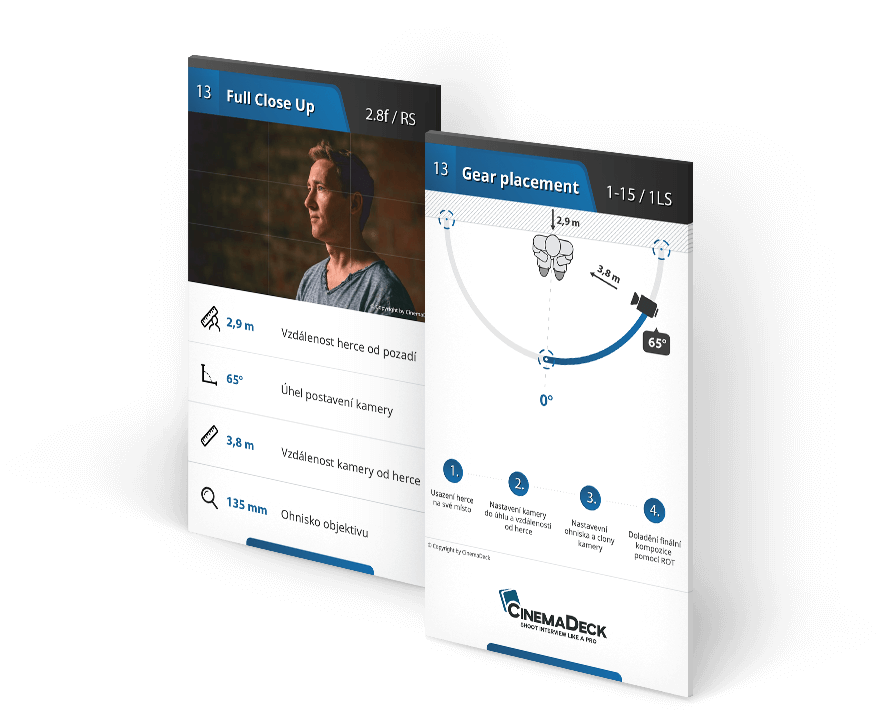 13 Full Close Up 2.8f / RS
© Copyright by Cinema
2,9 m Vzdálenost herce od pozadí
65° Úhel postavení kamery
3,8 m Vzdálenost kamery od herce
135 mm Ohnisko objektivu
13 Gear placement 1-15 / 1LS
2,9 m
3,8 m
65°
0°
1.
Usazení herce
na své místo
2.
Nastavení kamery
do úhlu a vzdálenosti
od herce
3.
Nastavevní
ohniska a clony
kamery
4.
Doladění finální
kompozice
pomocí ROT
© Copyright by CinemaDeck
CINEMADECK
SHOOT INTERVIEW LIKE A PRO